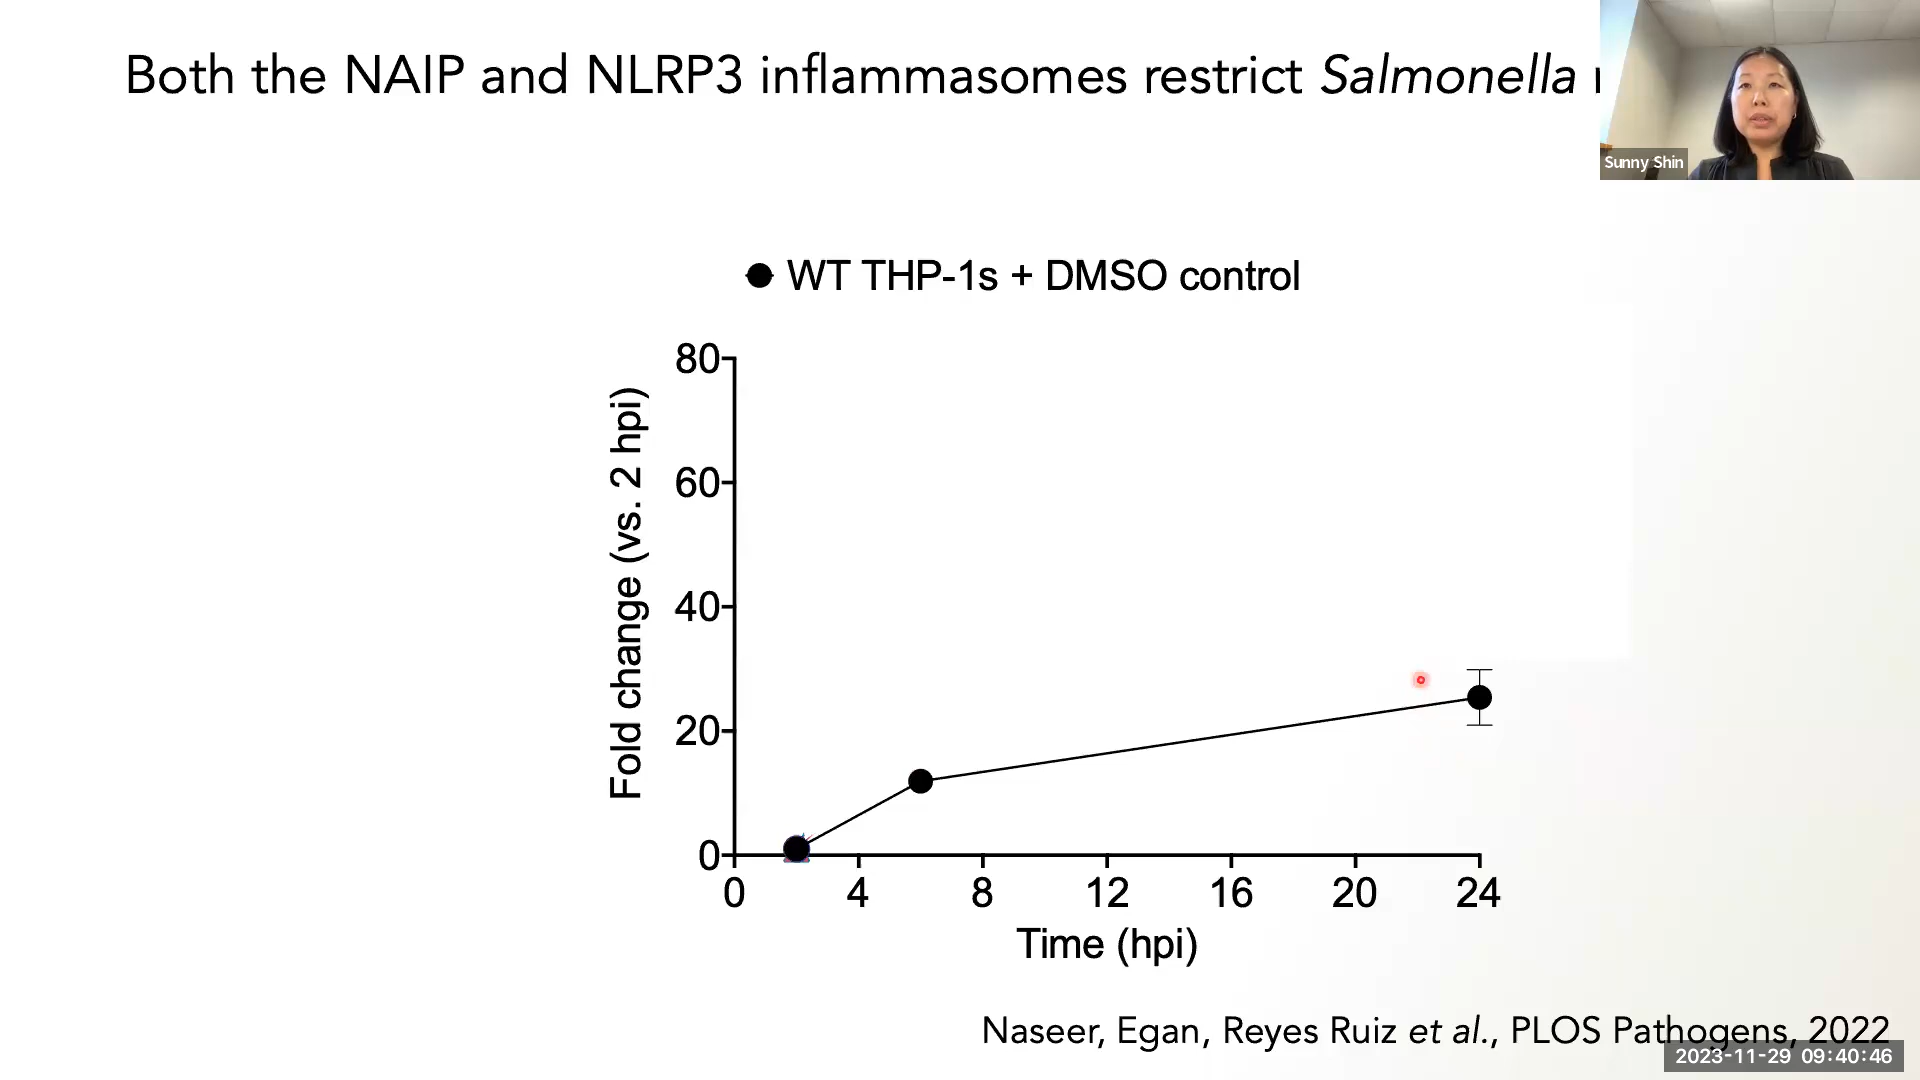 Both the NAIP and NLRP3 inflammasomes restrict Salmonella
Sunny Shin
WT THP-1s + DMSO control
80
60
40
20
0
Fold change (vs. 2 hpi)
0 4 8 12 16 20 24
Time (hpi)
Naseer, Egan, Reyes Ruiz et al., PLOS Pathogens, 2022
2023-11-29 09:40:46